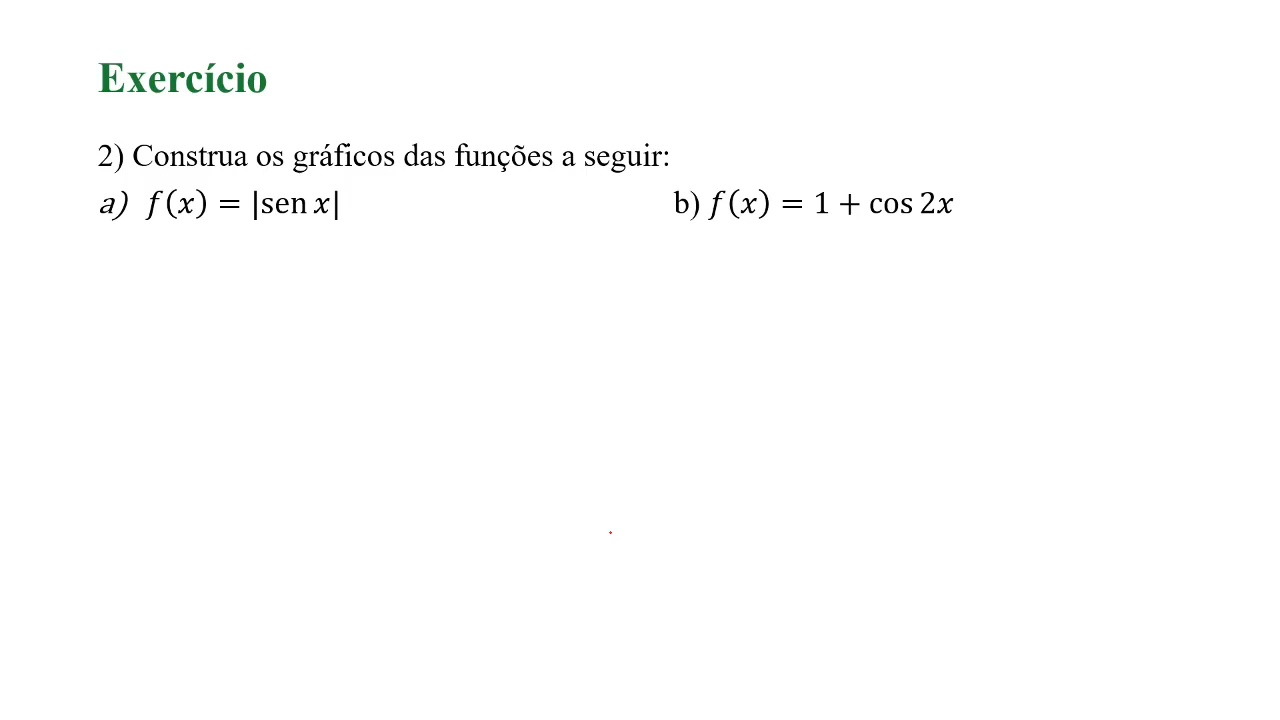 Exercício
2) Construa os gráficos das funções a seguir:
a) f(x) = |sen x| b) f(x) = 1 + cos 2x